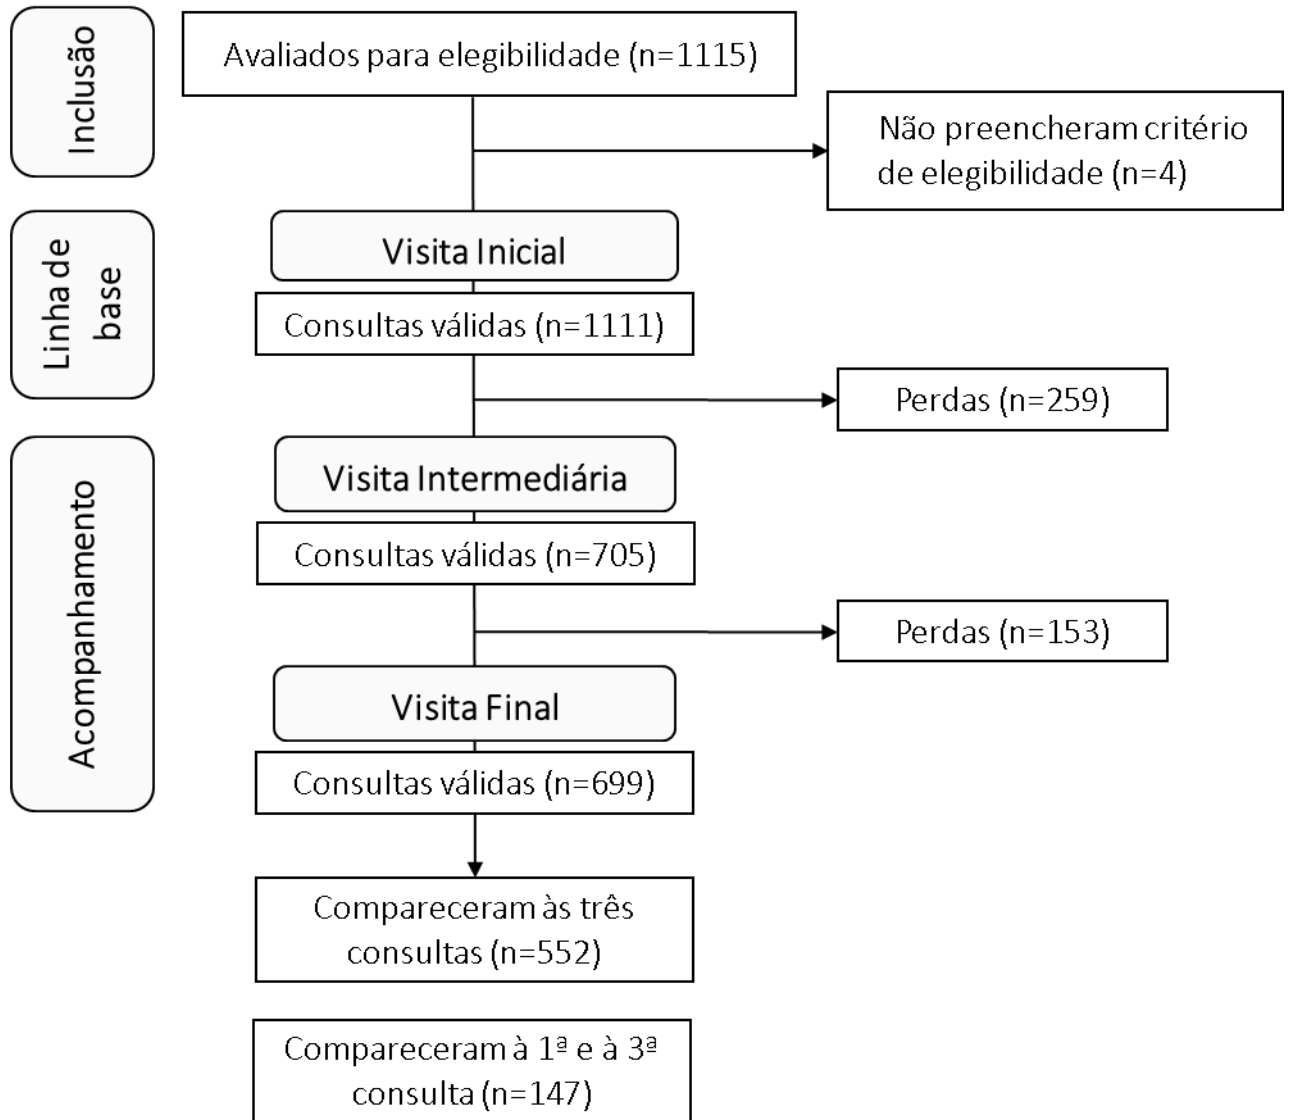 Inclusão
Avaliados para elegibilidade (n=1115)
Não preencheram critério
de elegibilidade (n=4)
Linha de
base
Visita Inicial
Consultas válidas (n=1111)
Perdas (n=259)
Acompanhamento
Visita Intermediária
Consultas válidas (n=705)
Perdas (n=153)
Visita Final
Consultas válidas (n=699)
Compareceram às três
consultas (n=552)
Compareceram à 1ª e à 3ª
consulta (n=147)